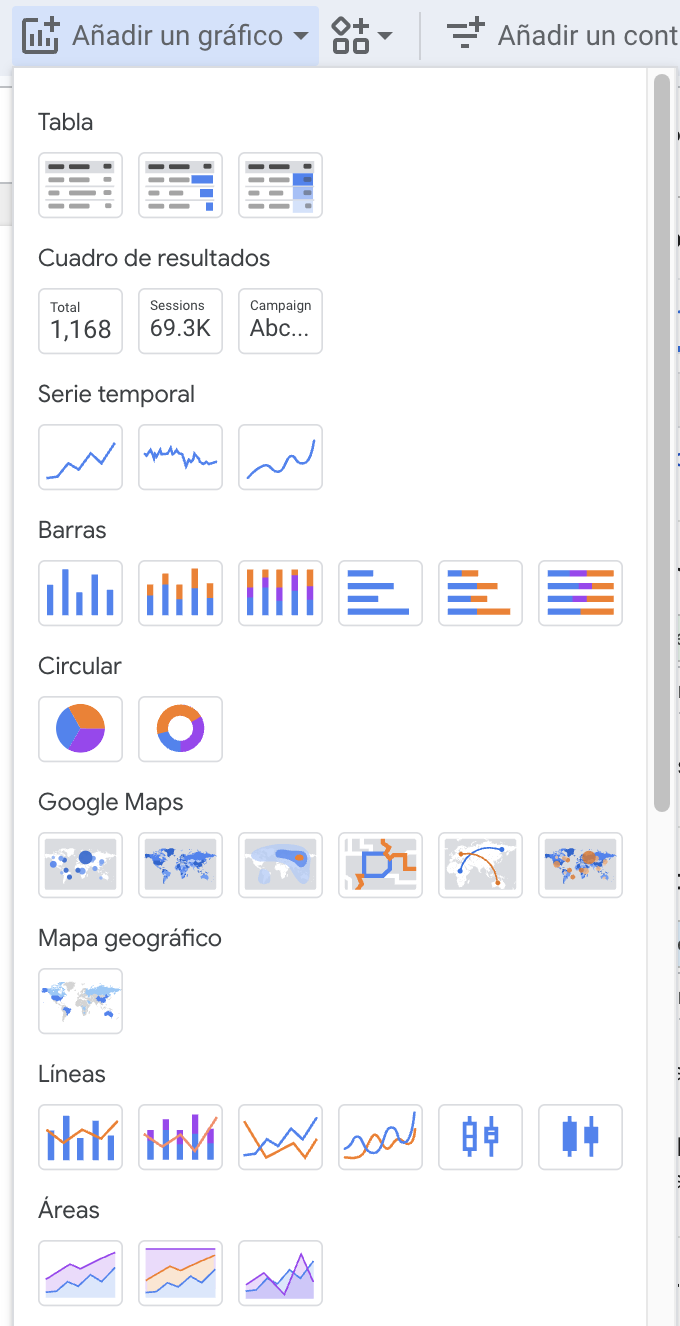 Añadir un gráfico
Añadir un cont
Tabla
Cuadro de resultados
Total
1,168
Sessions
69.3K
Campaign
Abc...
Serie temporal
Barras
Circular
Google Maps
Mapa geográfico
Líneas
Áreas